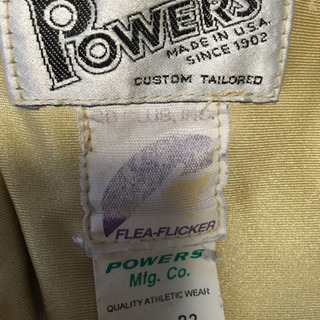 POWERS
MADE IN U.S.A.
SINCE 1902
CUSTOM TAILORED
FLEA-FLICKER
POWERS
Mfg. Co.
QUALITY ATHLETIC WEAR